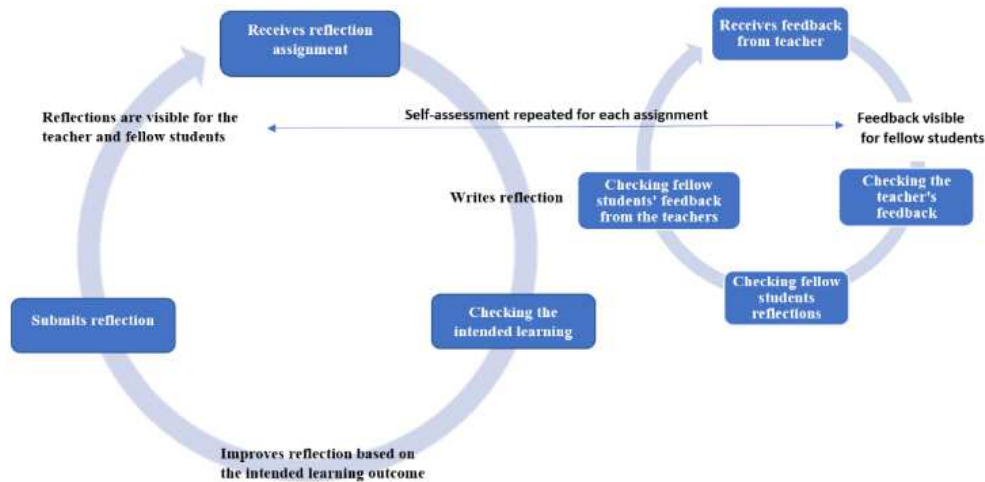 Receives reflection
assignment
Receives feedback
from teacher
Reflections are visible for the
teacher and fellow students
Self-assessment repeated for each assignment
Feedback visible
for fellow students
Writes reflection
Checking fellow
students' feedback
from the teachers
Checking the
teacher's
feedback
Submits reflection
Checking the
intended learning
Checking fellow
students
reflections
Improves reflection based on
the intended learning outcome